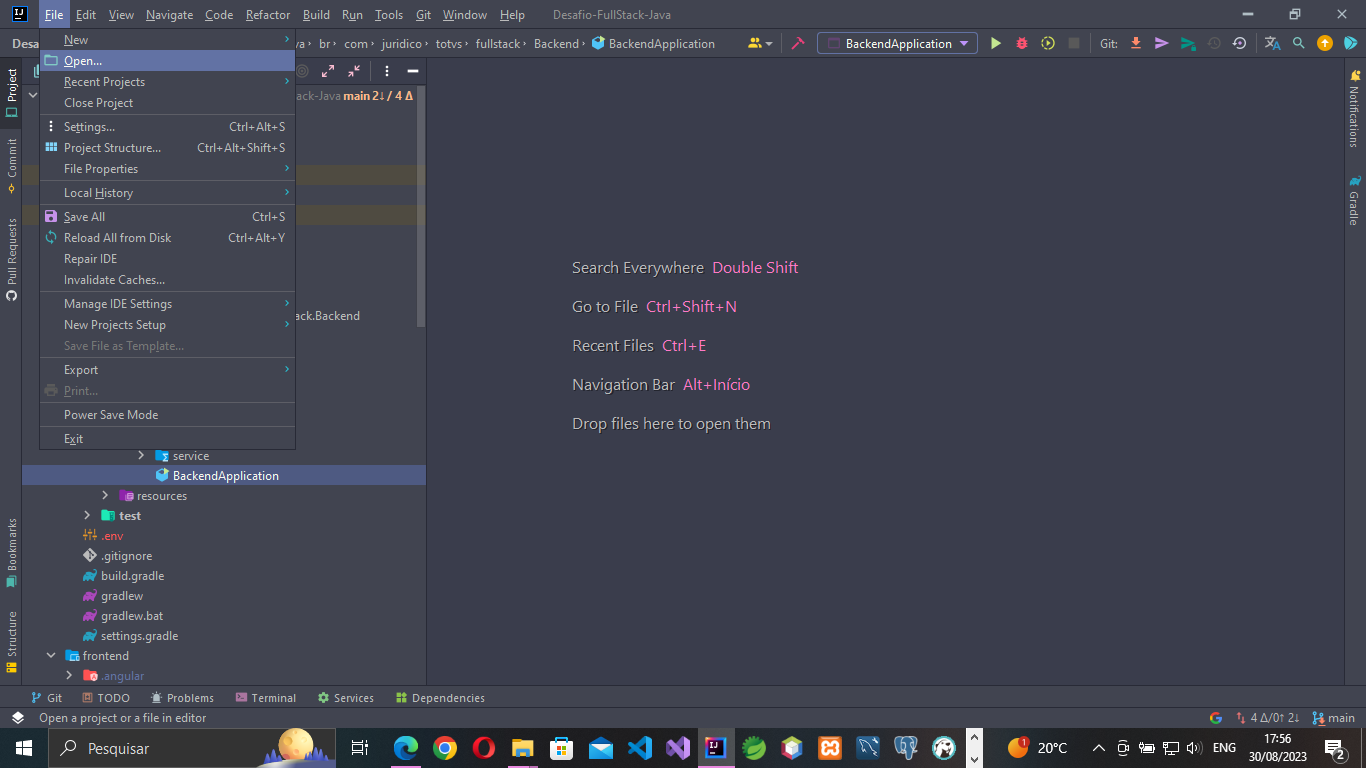 File Edit View Navigate Code Refactor Build Run Tools Git Window Help Desafio-FullStack-Java
Desa
va br com juridico totvs fullstack Backend BackendApplication
BackendApplication
Git:
New
Open...
Recent Projects
Close Project
Settings... Ctrl+Alt+S
Project Structure... Ctrl+Alt+Shift+S
File Properties
Local History
Save All Ctrl+S
Reload All from Disk Ctrl+Alt+Y
Repair IDE
Invalidate Caches...
Manage IDE Settings
New Projects Setup
Save File as Template...
Export
Print...
Power Save Mode
Exit
ack-Java main 2↓ / 4 Δ
ack.Backend
service
BackendApplication
resources
test
.env
.gitignore
build.gradle
gradlew
gradlew.bat
settings.gradle
frontend
.angular
Project
Commit
Pull Requests
Bookmarks
Structure
Search Everywhere Double Shift
Go to File Ctrl+Shift+N
Recent Files Ctrl+E
Navigation Bar Alt+Início
Drop files here to open them
Notifications
Gradle
Git TODO Problems Terminal Services Dependencies
Open a project or a file in editor
4 Δ/0↑ 2↓ main
Pesquisar
1
20°C
ENG
17:56
30/08/2023
2